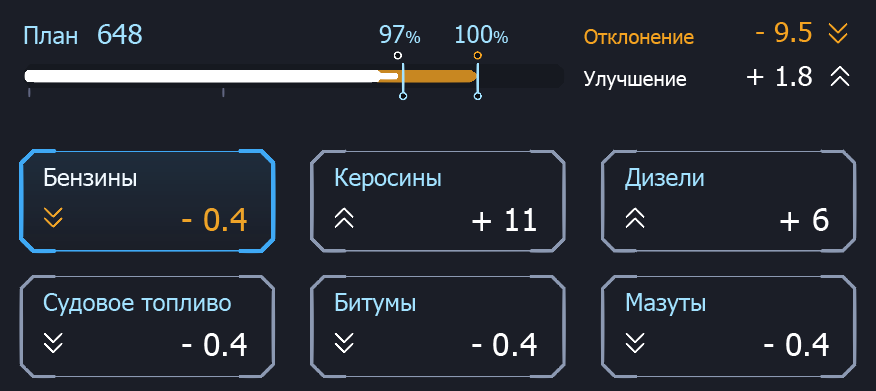 План 648 97% 100% Отклонение - 9.5
Улучшение + 1.8
Бензины Керосины Дизели
- 0.4 + 11 + 6
Судовое топливо Битумы Мазуты
- 0.4 - 0.4 - 0.4